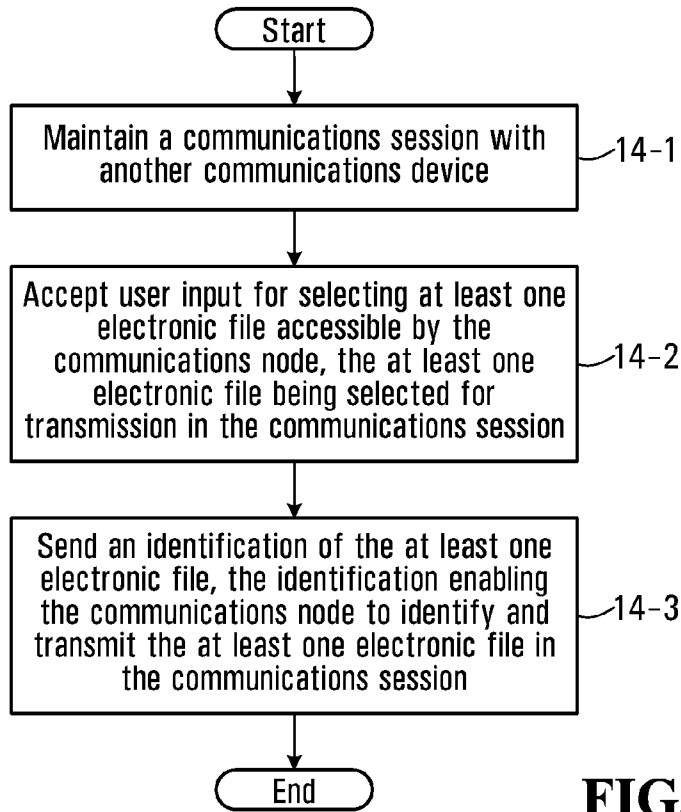 Start
Maintain a communications session with
another communications device
14-1
Accept user input for selecting at least one
electronic file accessible by the
communications node, the at least one
electronic file being selected for
transmission in the communications session
14-2
Send an identification of the at least one
electronic file, the identification enabling
the communications node to identify and
transmit the at least one electronic file in
the communications session
14-3
End
FIG